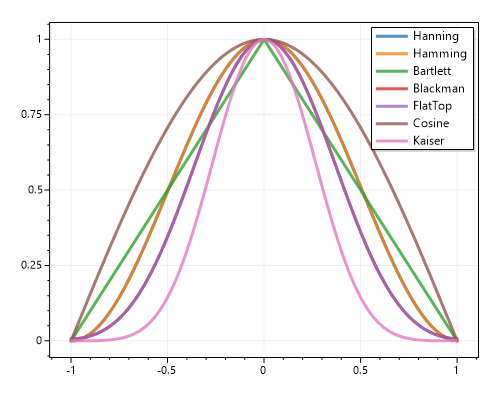 Hanning
Hamming
Bartlett
Blackman
FlatTop
Cosine
Kaiser
1
0.75
0.5
0.25
0
-1
-0.5
0
0.5
1